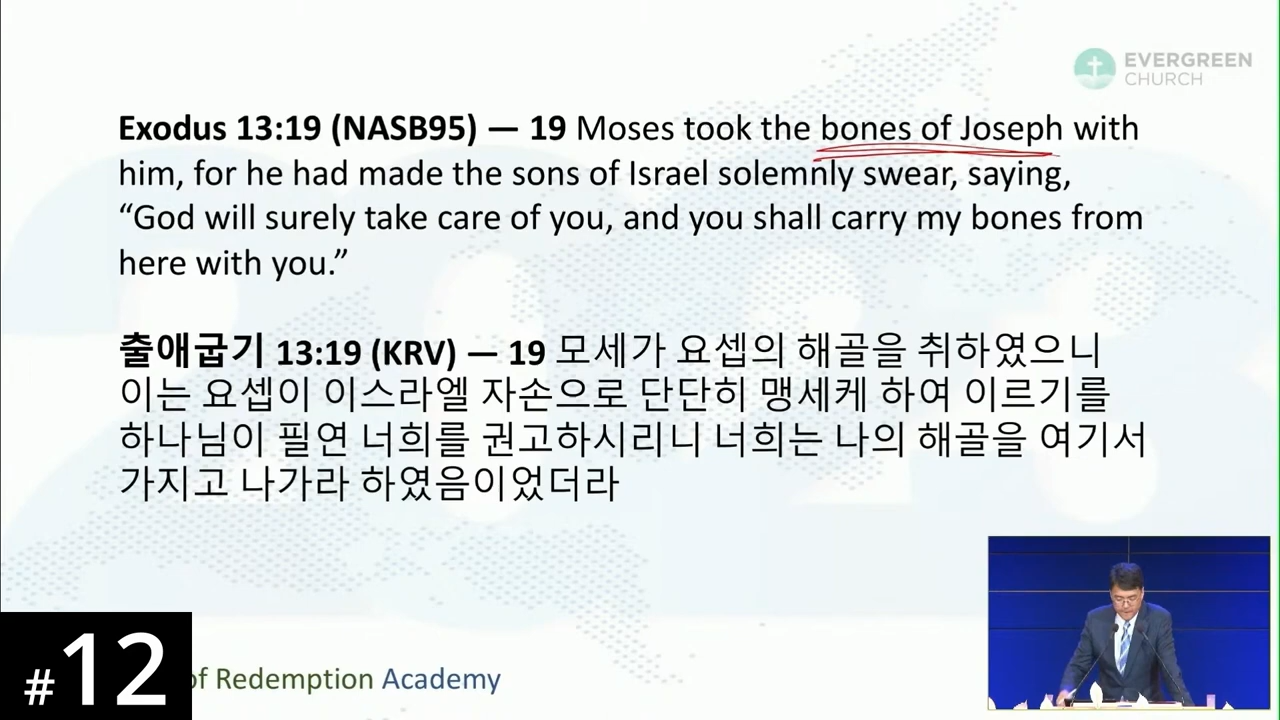 EVERGREEN
CHURCH
Exodus 13:19 (NASB95) — 19 Moses took the bones of Joseph with
him, for he had made the sons of Israel solemnly swear, saying,
“God will surely take care of you, and you shall carry my bones from
here with you.”
출애굽기 13:19 (KRV) — 19 모세가 요셉의 해골을 취하였으니
이는 요셉이 이스라엘 자손으로 단단히 맹세케 하여 이르기를
하나님이 필연 너희를 권고하시리니 너희는 나의 해골을 여기서
가지고 나가라 하였음이었더라
#12
of Redemption Academy